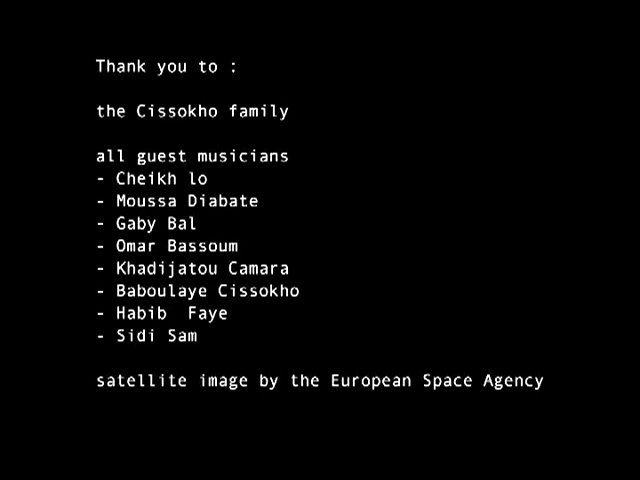 Thank you to :
the Cissokho family
all guest musicians
- Cheikh lo
- Moussa Diabate
- Gaby Bal
- Omar Bassoum
- Khadijatou Camara
- Baboulaye Cissokho
- Habib  Faye
- Sidi Sam
satellite image by the European Space Agency